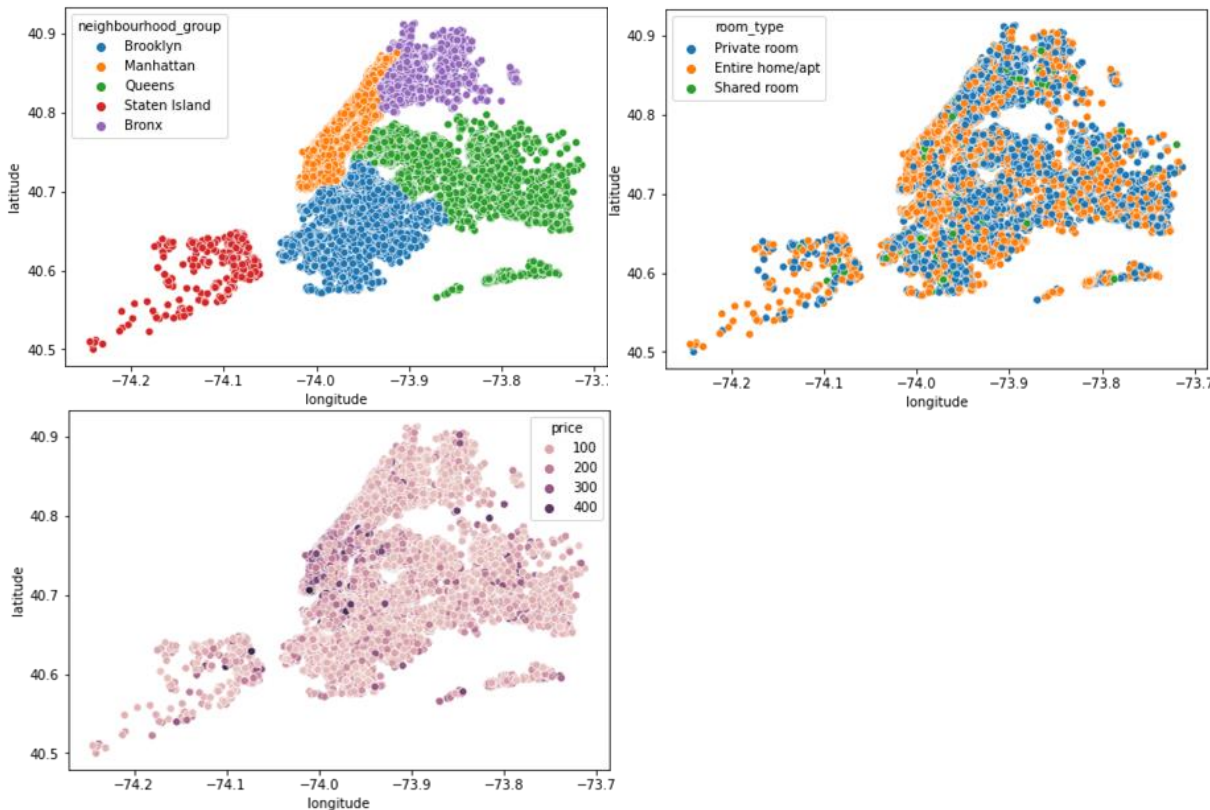 neighbourhood_group
Brooklyn
Manhattan
Queens
Staten Island
Bronx
40.9
40.8
40.7
40.6
40.5
latitude
−74.2
−74.1
−74.0
−73.9
−73.8
−73.7
longitude
room_type
Private room
Entire home/apt
Shared room
40.9
40.8
40.7
40.6
40.5
latitude
−74.2
−74.1
−74.0
−73.9
−73.8
−73.7
longitude
price
100
200
300
400
40.9
40.8
40.7
40.6
40.5
latitude
−74.2
−74.1
−74.0
−73.9
−73.8
−73.7
longitude